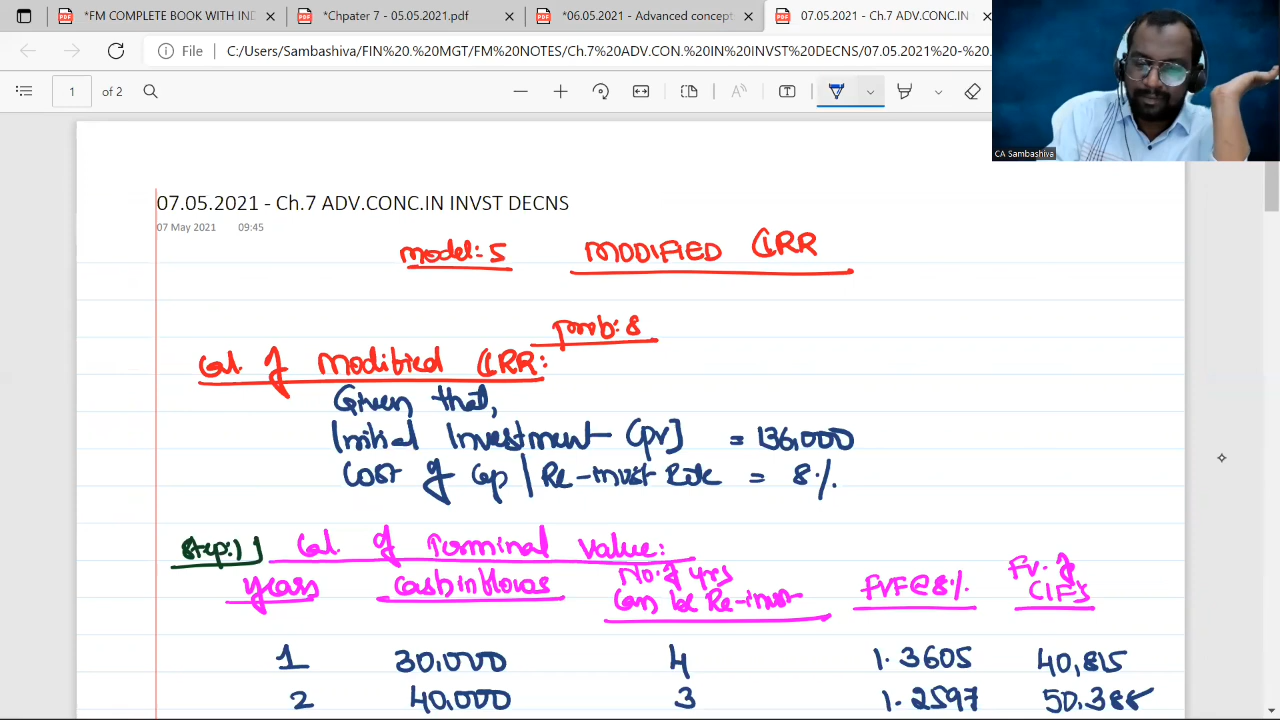 *FM COMPLETE BOOK WITH IND
*Chpater 7 - 05.05.2021.pdf
*06.05.2021 - Advanced concept
07.05.2021 - Ch.7 ADV.CONC.IN
File
C:/Users/Sambashiva/FIN%20.%20MGT/FM%20NOTES/Ch.7%20ADV.CON.%20IN%20INVST%20DECNS/07.05.2021%20-%20.
1 of 2
CA Sambashiva
07.05.2021 - Ch.7 ADV.CONC.IN INVST DECNS
07 May 2021 09:45
model: 5 MODIFIED IRR
prob: 8
Cal. of Modified IRR:
Given that,
Initial Investment (PV) = 136,000
Cost of Cap | Re-invst Rate = 8%
Step: 1] Cal. of Terminal Value:
years Cash inflows No. of yrs Can be Re-invst FVF@8% Fv. of CIFs
1 30,000 4 1.3605 40,815
2 40,000 3 1.2597 50,388